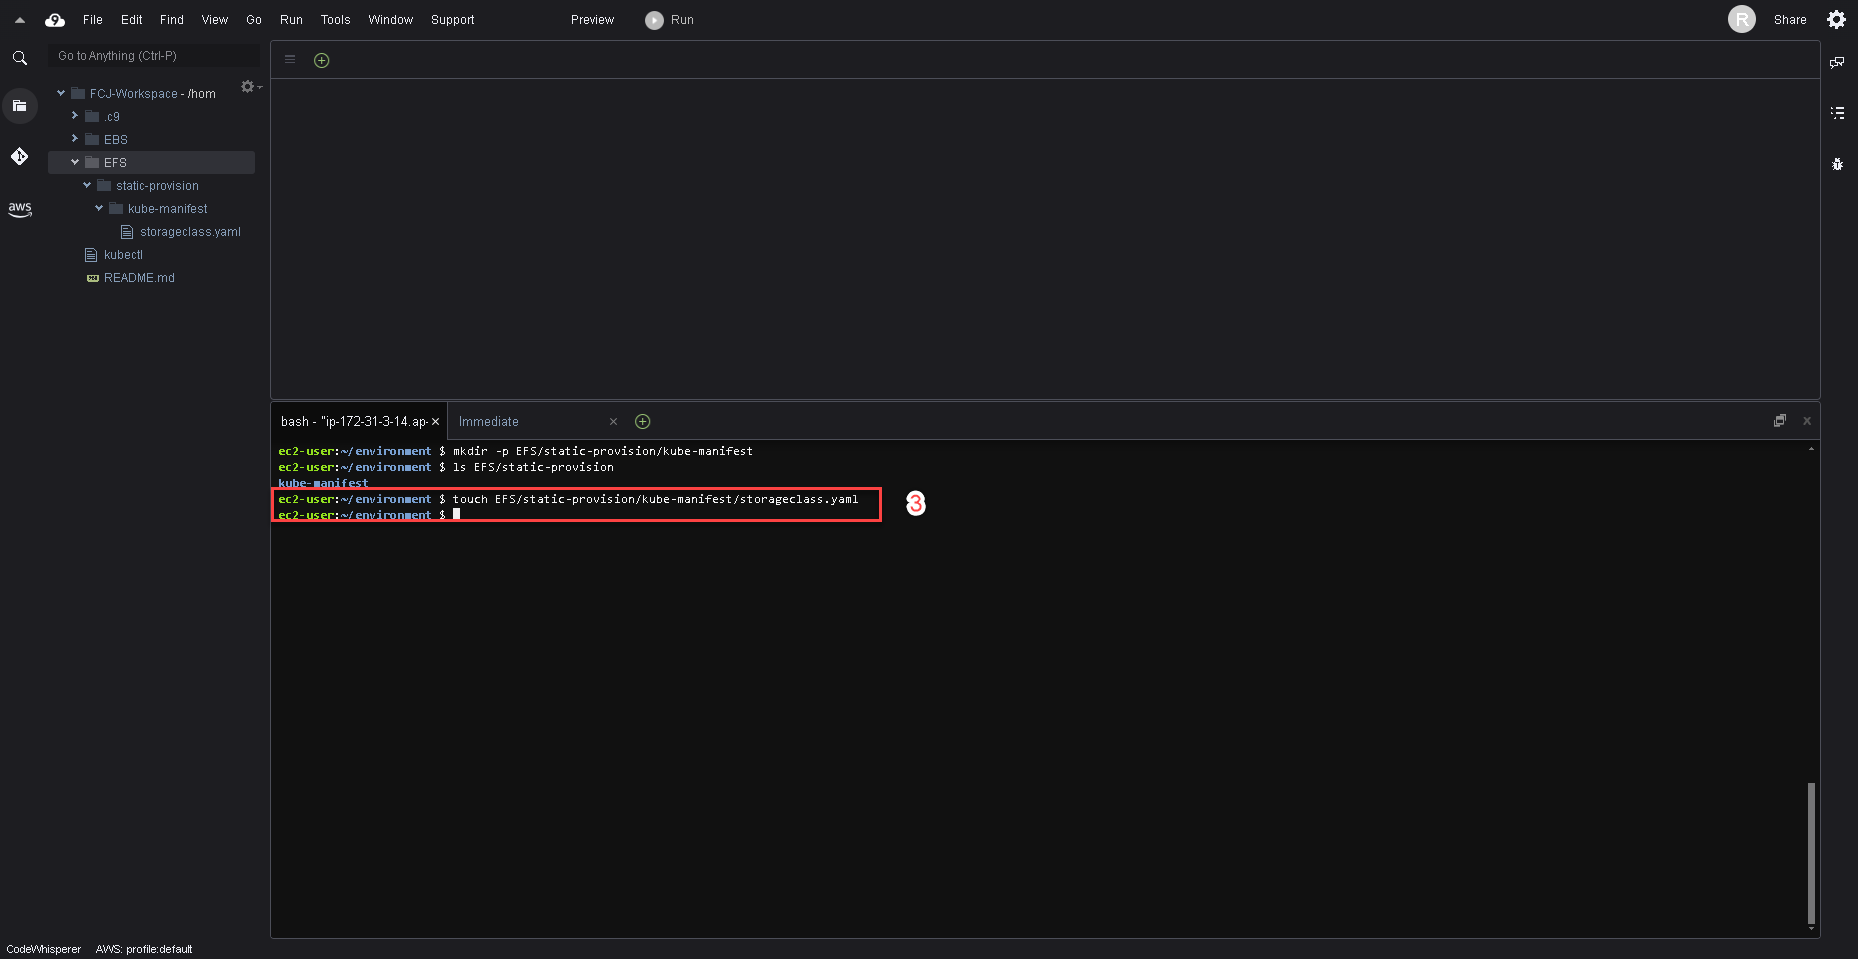 File Edit Find View Go Run Tools Window Support Preview Run
R Share
Go to Anything (Ctrl-P)
FCJ-Workspace - /hom
.c9
EBS
EFS
static-provision
kube-manifest
storageclass.yaml
kubectl
README.md
aws
bash - "ip-172-31-3-14.ap-
Immediate
ec2-user:~/environment $ mkdir -p EFS/static-provision/kube-manifest
ec2-user:~/environment $ ls EFS/static-provision
kube-manifest
ec2-user:~/environment $ touch EFS/static-provision/kube-manifest/storageclass.yaml
ec2-user:~/environment $
3
CodeWhisperer AWS: profile:default